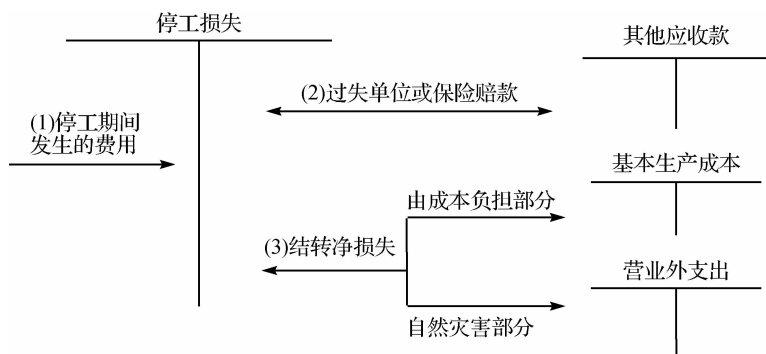 停工损失
其他应收款
(2)过失单位或保险赔款
(1)停工期间
发生的费用
基本生产成本
由成本负担部分
(3)结转净损失
营业外支出
自然灾害部分